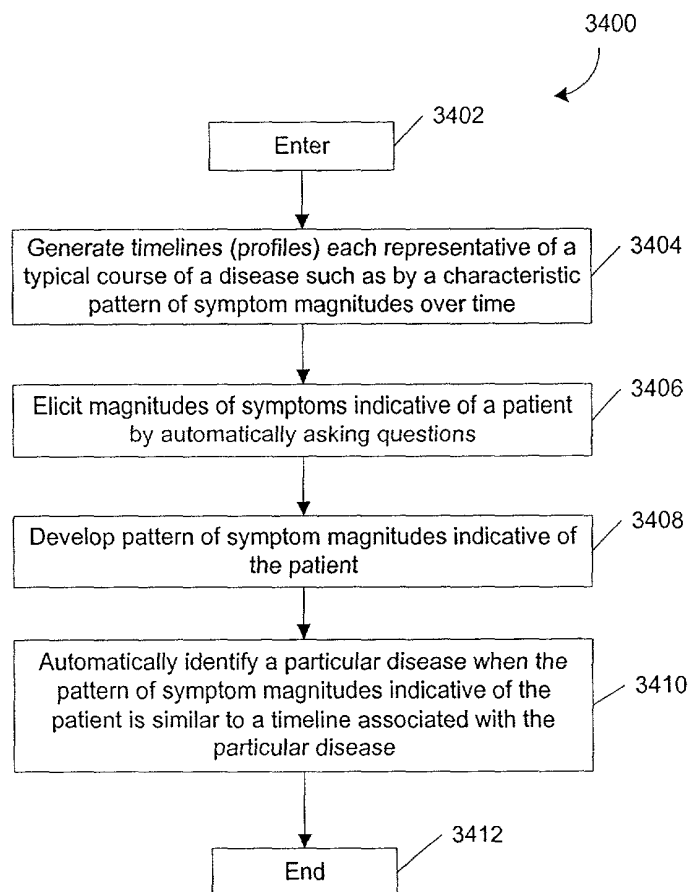 3400
3402
Enter
Generate timelines (profiles) each representative of a
typical course of a disease such as by a characteristic
pattern of symptom magnitudes over time
3404
Elicit magnitudes of symptoms indicative of a patient
by automatically asking questions
3406
Develop pattern of symptom magnitudes indicative of
the patient
3408
Automatically identify a particular disease when the
pattern of symptom magnitudes indicative of the
patient is similar to a timeline associated with the
particular disease
3410
3412
End